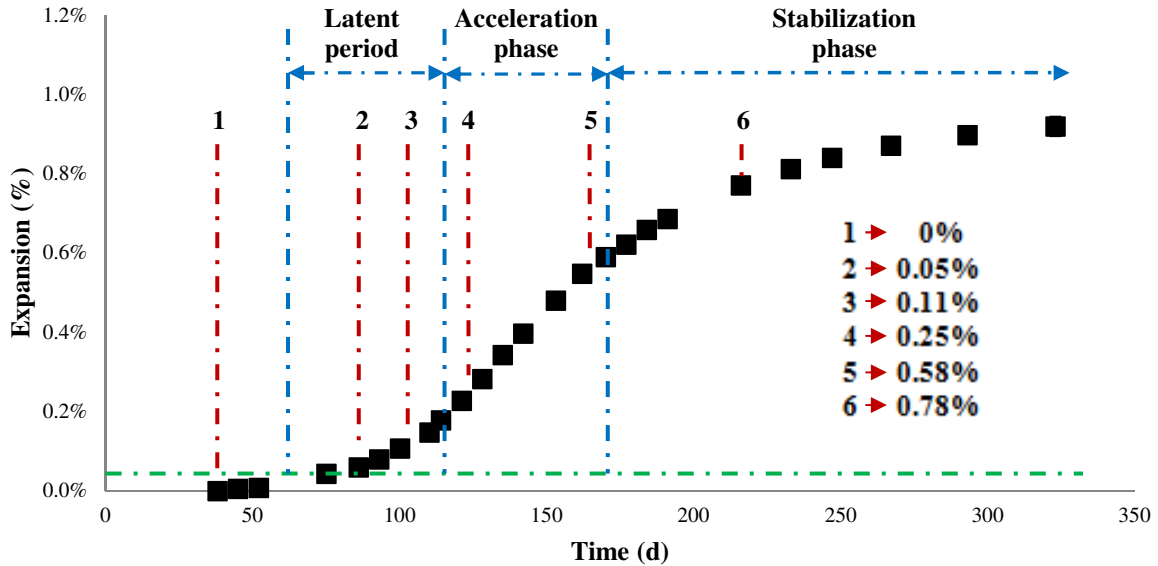 1.2%
1.0%
0.8%
0.6%
0.4%
0.2%
0.0%
Expansion (%)
Latent period
Acceleration phase
Stabilization phase
1 2 3 4 5 6
1 0%
2 0.05%
3 0.11%
4 0.25%
5 0.58%
6 0.78%
0 50 100 150 200 250 300 350
Time (d)